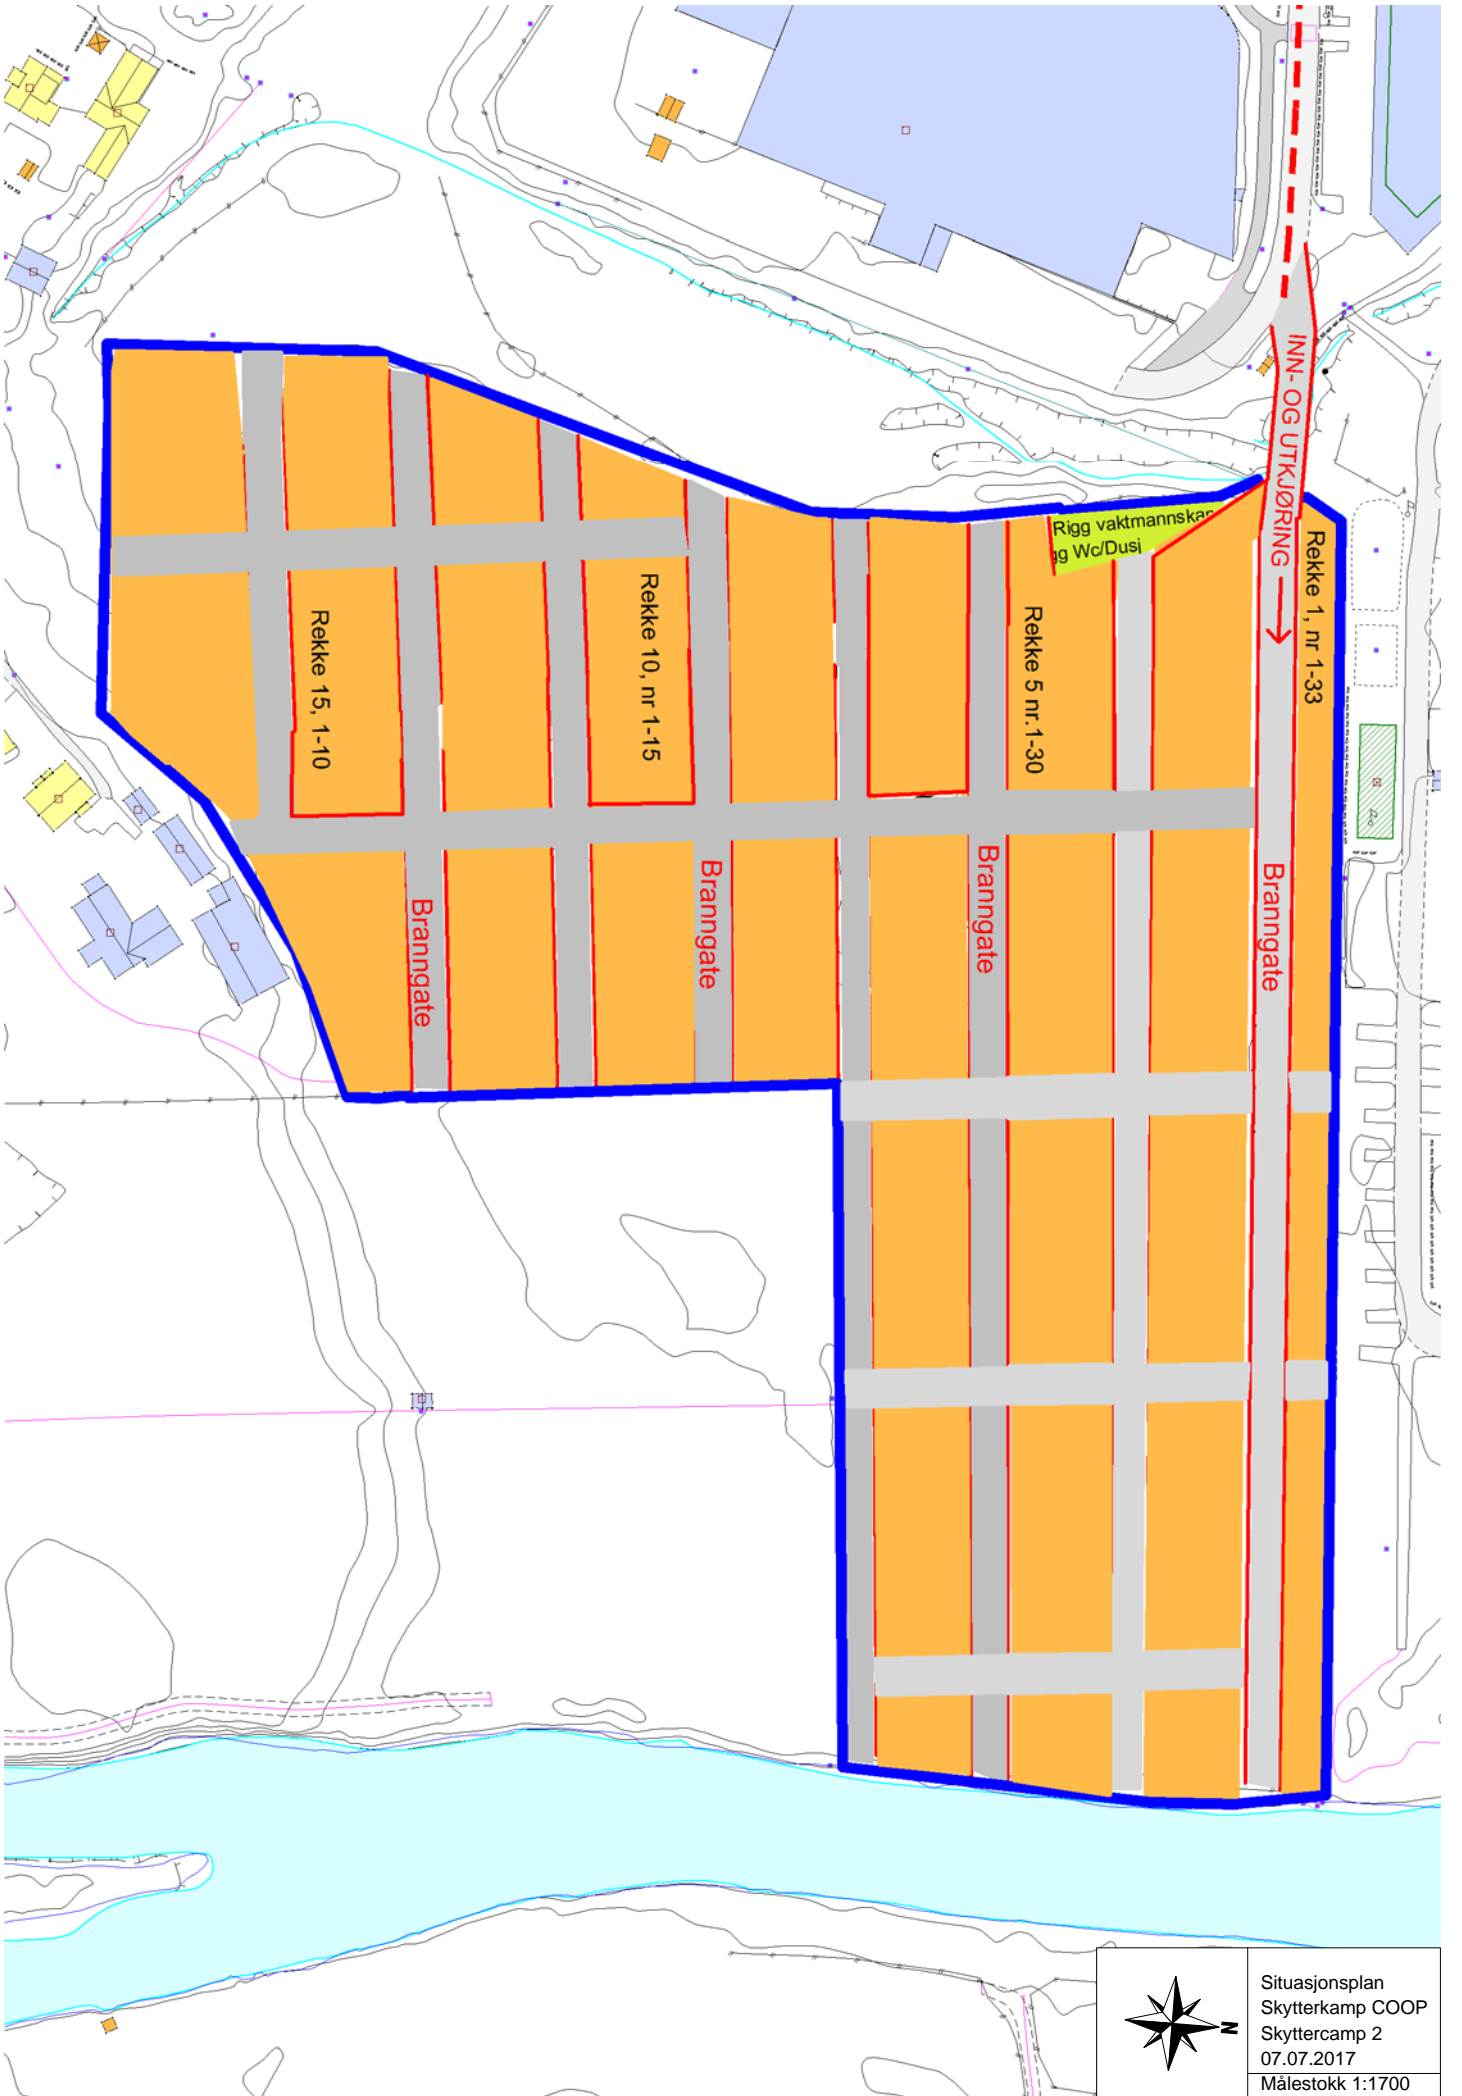 INN- OG UTKJØRING
Rigg vaktmannskap
gg Wc/Dusj
Rekke 1, nr 1-33
Rekke 5 nr.1-30
Rekke 10, nr 1-15
Rekke 15, 1-10
Branngate
Branngate
Branngate
Branngate
N
Situasjonsplan
Skytterkamp COOP
Skyttercamp 2
07.07.2017
Målestokk 1:1700